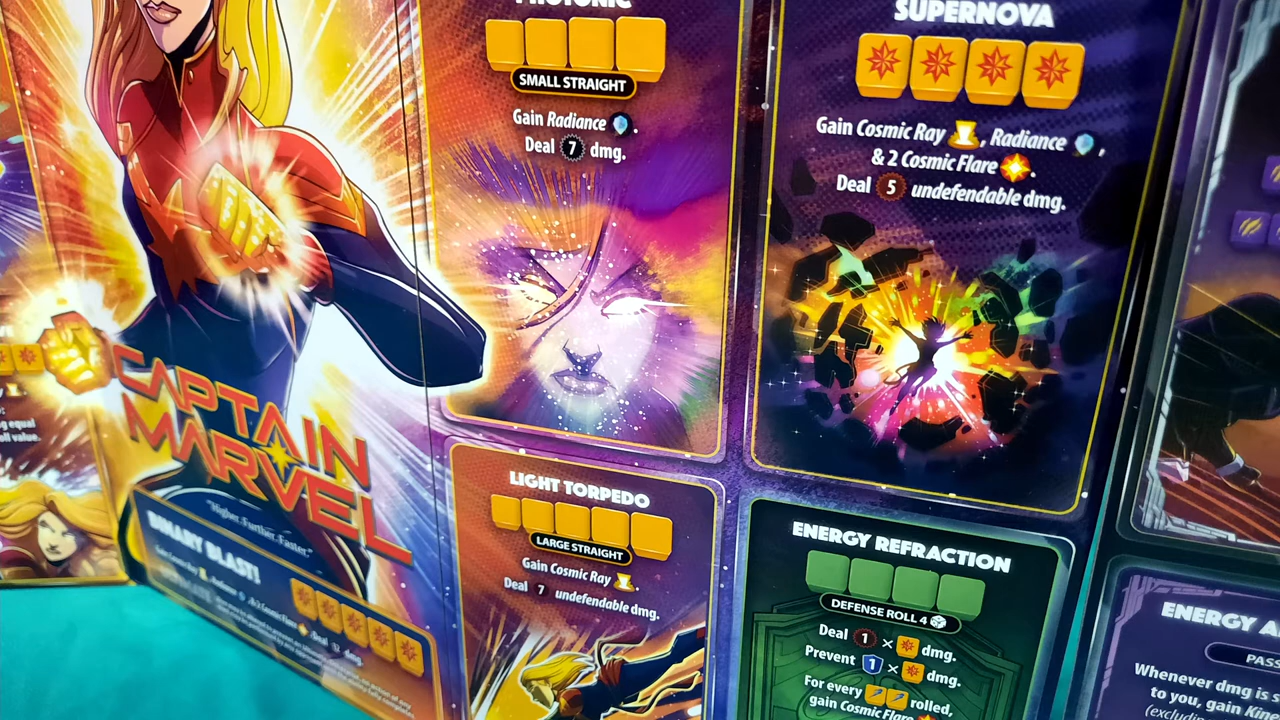 SMALL STRAIGHT
Gain Radiance .
Deal 7 dmg.
SUPERNOVA
Gain Cosmic Ray , Radiance ,
& 2 Cosmic Flare .
Deal 5 undefendable dmg.
CAPTAIN
MARVEL
"Higher. Further. Faster."
BINARY BLAST!
LIGHT TORPEDO
LARGE STRAIGHT
Gain Cosmic Ray
Deal 7 undefendable dmg.
ENERGY REFRACTION
DEFENSE ROLL 4
Deal 1 × dmg.
Prevent 1 × dmg.
For every rolled,
gain Cosmic Flare
ENERGY
Whenever dmg is
to you, gain